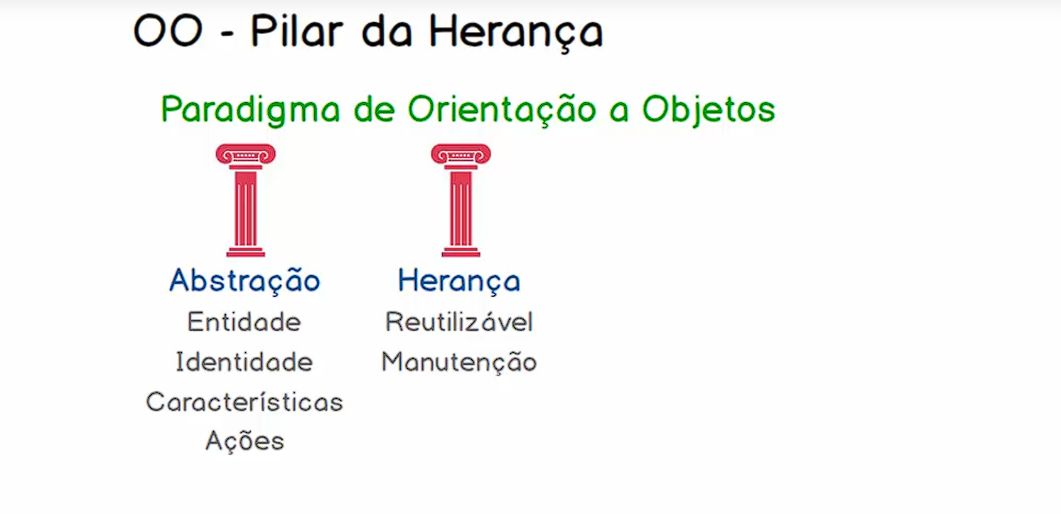 OO - Pilar da Herança
Paradigma de Orientação a Objetos
Abstração
Entidade
Identidade
Características
Ações
Herança
Reutilizável
Manutenção